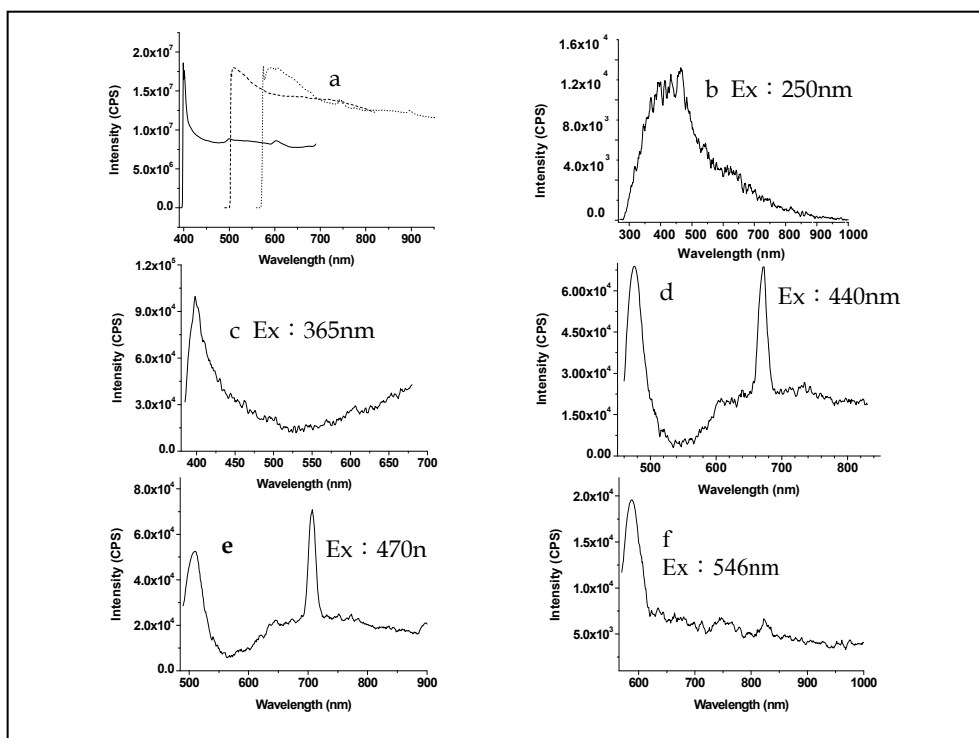 2.0x10⁷
1.5x10⁷
1.0x10⁷
5.0x10⁶
0.0
Intensity (CPS)
a
400 500 600 700 800 900
Wavelength (nm)
1.6x10⁴
1.2x10⁴
8.0x10³
4.0x10³
0.0
Intensity (CPS)
b Ex：250nm
300 400 500 600 700 800 900 1000
Wavelength (nm)
1.2x10⁵
9.0x10⁴
6.0x10⁴
3.0x10⁴
0.0
Intensity (CPS)
c Ex：365nm
400 450 500 550 600 650 700
Wavelength (nm)
6.00x10⁴
4.50x10⁴
3.00x10⁴
1.50x10⁴
0.00
Intensity (CPS)
d Ex：440nm
500 600 700 800
Wavelength (nm)
8.0x10⁴
6.0x10⁴
4.0x10⁴
2.0x10⁴
0.0
Intensity (CPS)
e
Ex：470n
500 600 700 800 900
Wavelength (nm)
2.0x10⁴
1.5x10⁴
1.0x10⁴
5.0x10³
Intensity (CPS)
f
Ex：546nm
600 700 800 900 1000
Wavelength (nm)